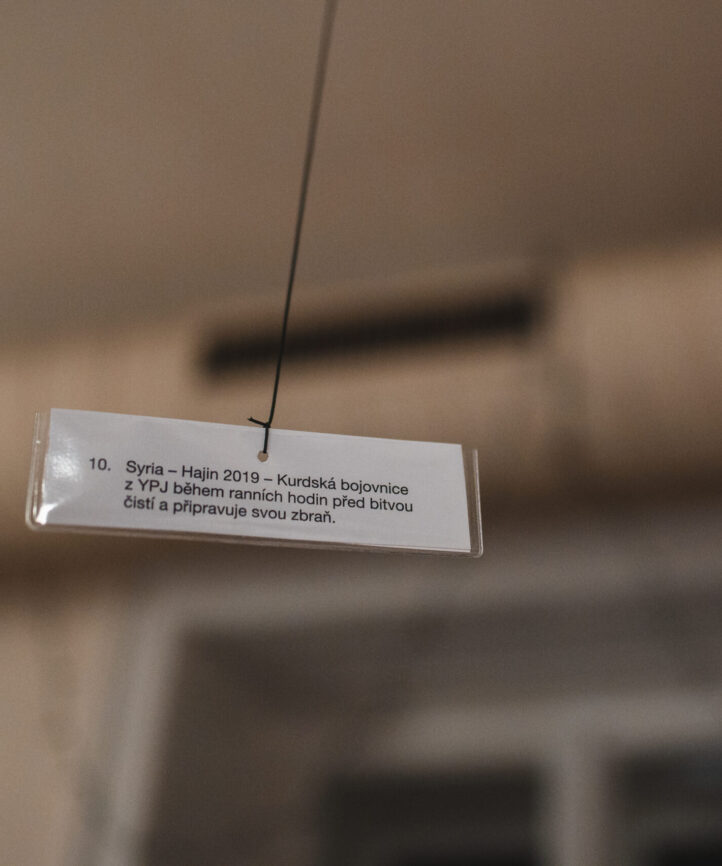 10. Syria – Hajin 2019 – Kurdská bojovnice
z YPJ během ranních hodin před bitvou
čistí a připravuje svou zbraň.